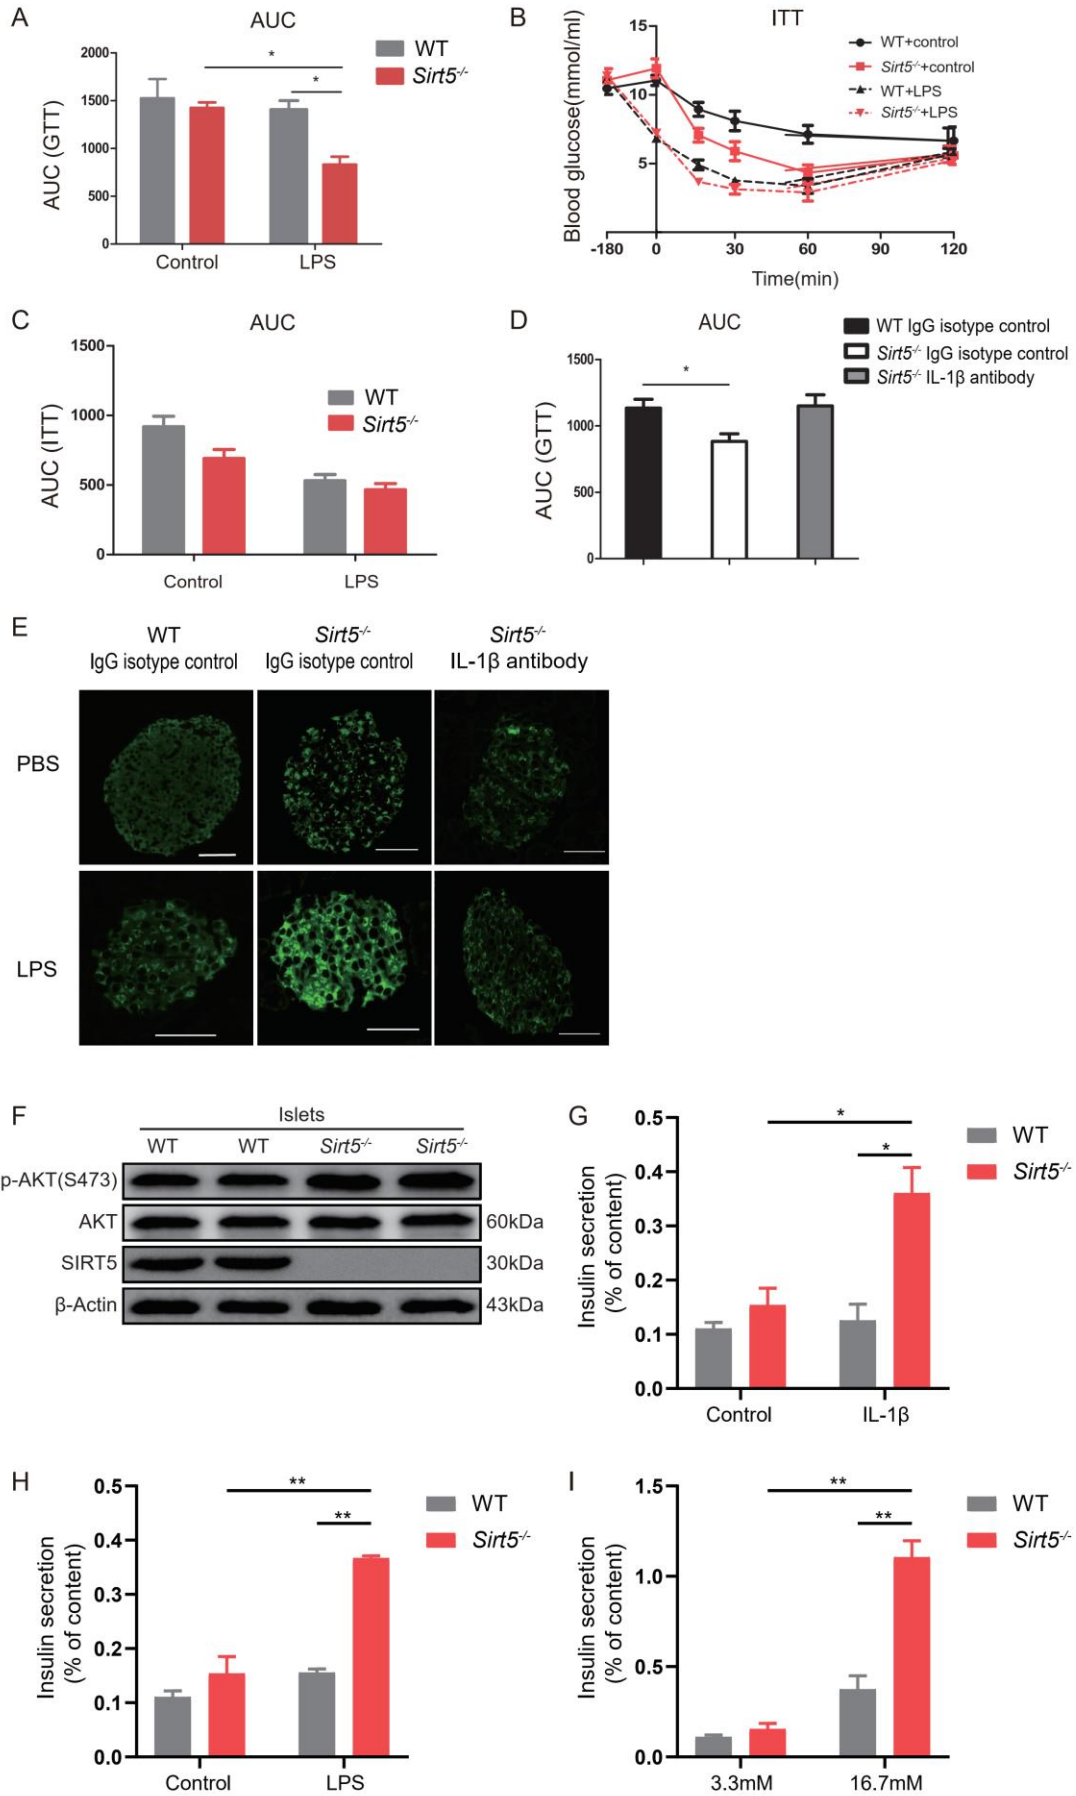 A
AUC
AUC (GTT)
2000
1500
1000
500
0
Control
LPS
*
*
WT
Sirt5-/-
B
ITT
Blood glucose(mmol/ml)
15
10
5
-180 0 30 60 90 120
Time(min)
WT+control
Sirt5-/-+control
WT+LPS
Sirt5-/-+LPS
C
AUC
AUC (ITT)
1500
1000
500
0
Control
LPS
WT
Sirt5-/-
D
AUC
AUC (GTT)
1500
1000
500
0
*
WT IgG isotype control
Sirt5-/- IgG isotype control
Sirt5-/- IL-1β antibody
E
WT
IgG isotype control
Sirt5-/-
IgG isotype control
Sirt5-/-
IL-1β antibody
PBS
LPS
F
Islets
WT WT Sirt5-/- Sirt5-/-
p-AKT(S473)
AKT 60kDa
SIRT5 30kDa
β-Actin 43kDa
G
Insulin secretion
(% of content)
0.5
0.4
0.3
0.2
0.1
0.0
Control
IL-1β
*
*
WT
Sirt5-/-
H
Insulin secretion
(% of content)
0.5
0.4
0.3
0.2
0.1
0.0
Control
LPS
**
**
WT
Sirt5-/-
I
Insulin secretion
(% of content)
1.5
1.0
0.5
0.0
3.3mM
16.7mM
**
**
WT
Sirt5-/-